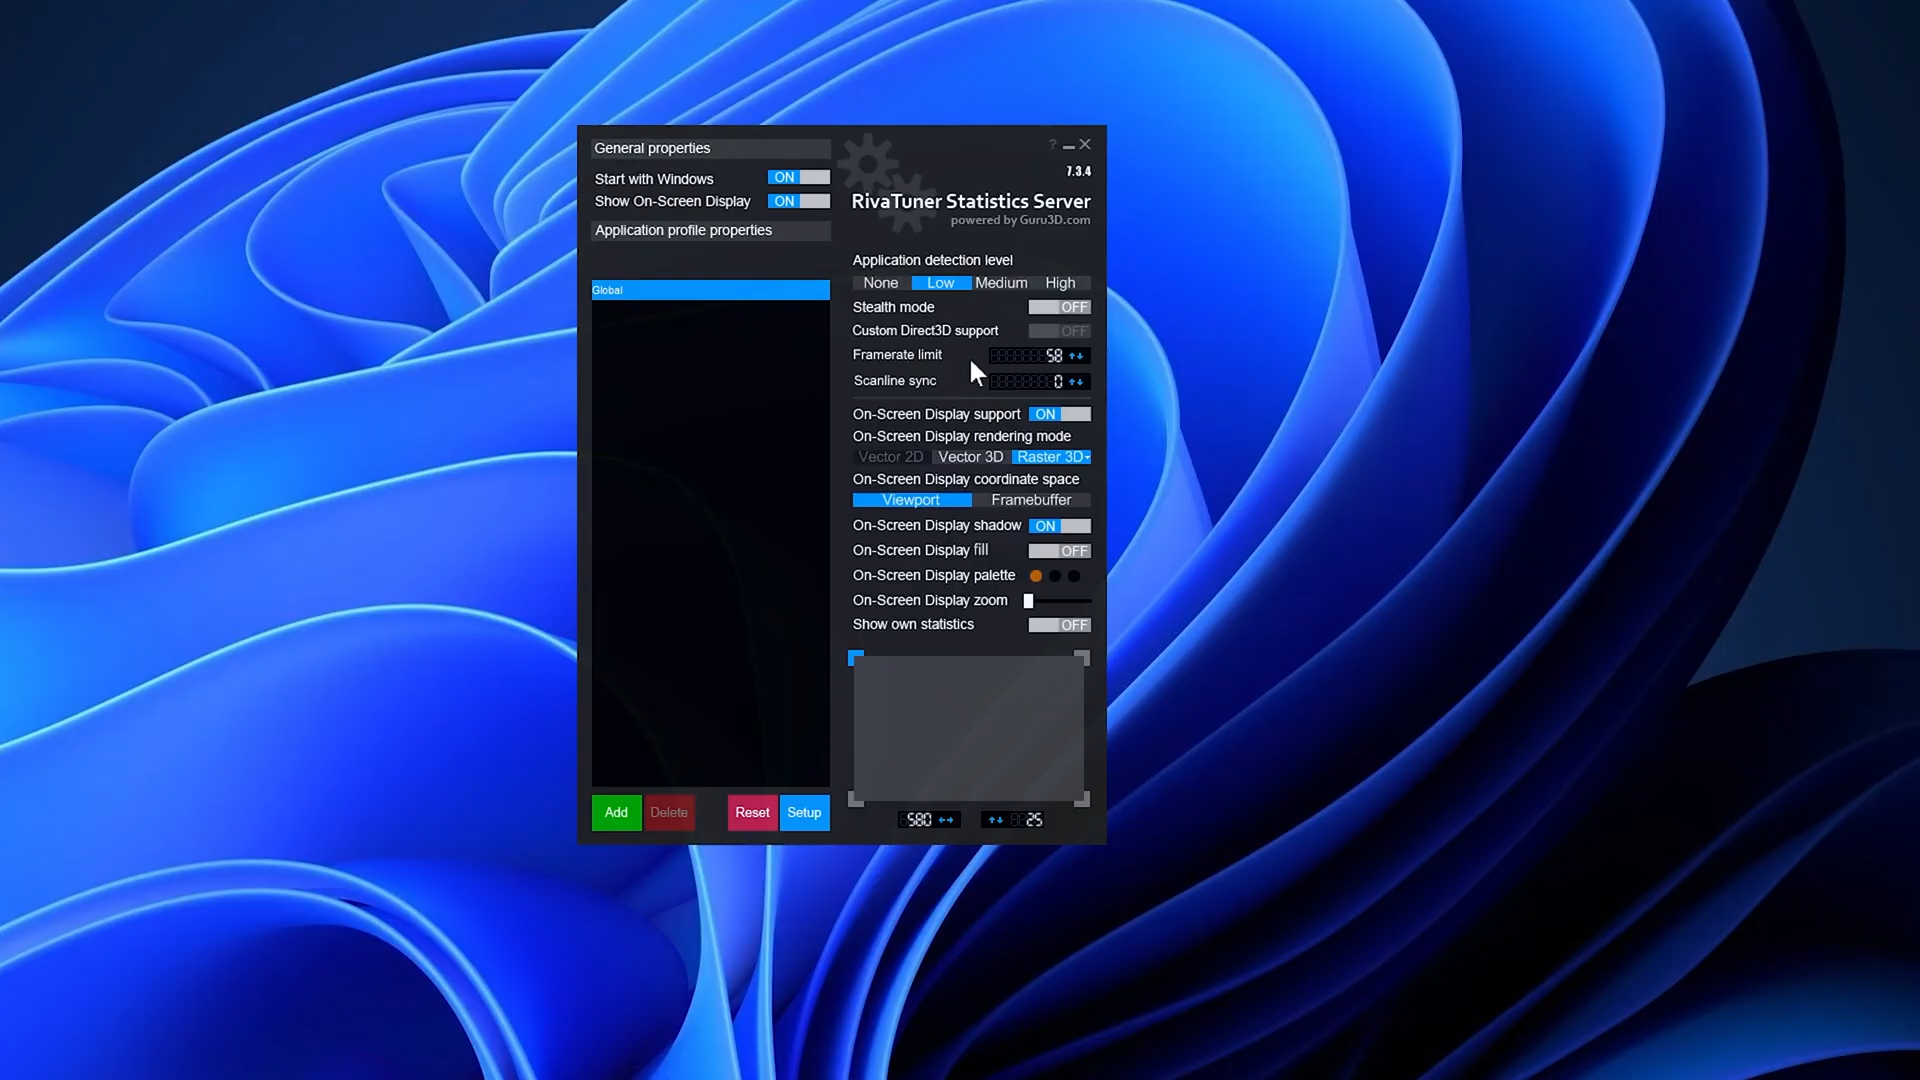 General properties
Start with Windows ON
Show On-Screen Display ON
Application profile properties
Global
Add Delete Reset Setup
?
7.3.4
RivaTuner Statistics Server
powered by Guru3D.com
Application detection level
None Low Medium High
Stealth mode OFF
Custom Direct3D support OFF
Framerate limit 58
Scanline sync 0
On-Screen Display support ON
On-Screen Display rendering mode
Vector 2D Vector 3D Raster 3D
On-Screen Display coordinate space
Viewport Framebuffer
On-Screen Display shadow ON
On-Screen Display fill OFF
On-Screen Display palette
On-Screen Display zoom
Show own statistics OFF
580 25